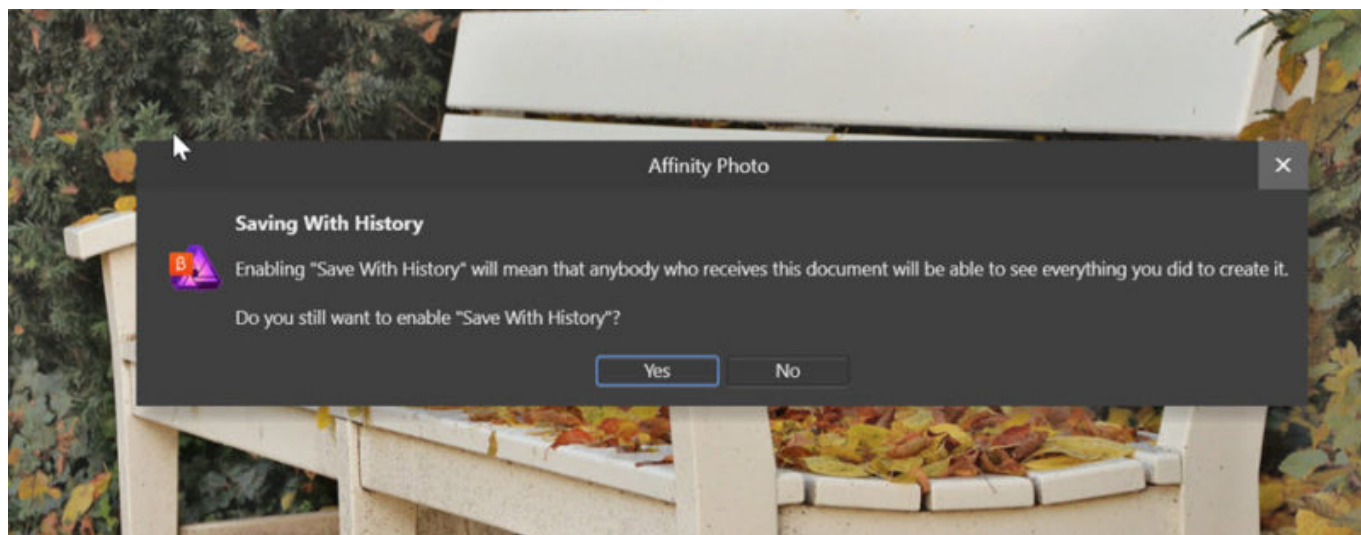 Affinity Photo
Saving With History
β
Enabling "Save With History" will mean that anybody who receives this document will be able to see everything you did to create it.
Do you still want to enable "Save With History"?
Yes No